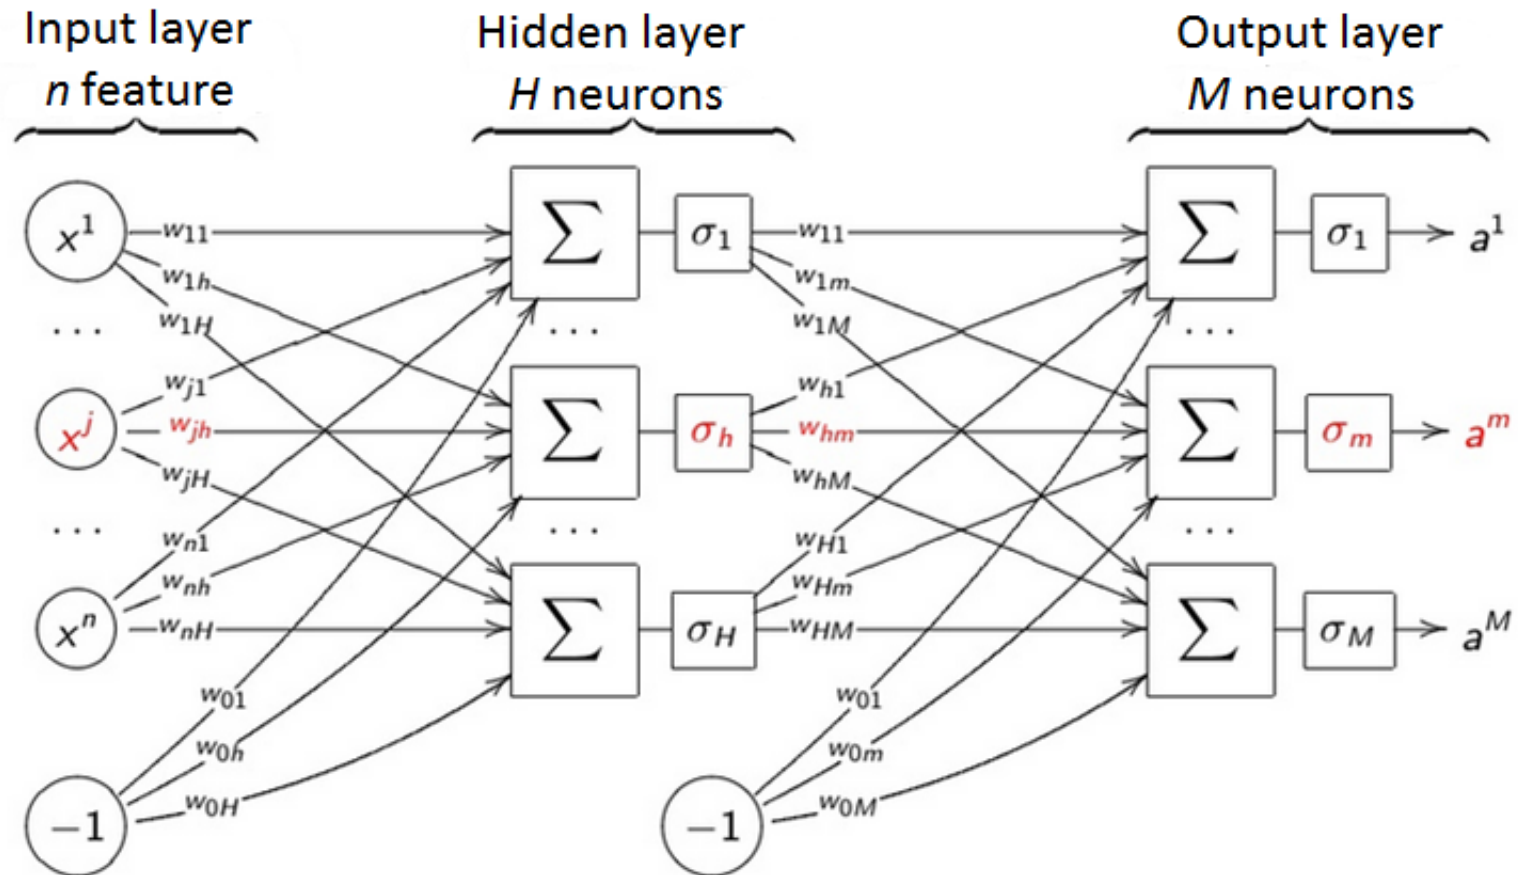 Input layer
n feature
Hidden layer
H neurons
Output layer
M neurons
x¹ w₁₁ Σ σ₁ w₁₁ Σ σ₁ a¹
w₁ₕ w₁ₘ
. . . w₁H . . . w₁M . . .
wⱼ₁ wₕ₁
xʲ wⱼₕ Σ σₕ wₕₘ Σ σₘ aᵐ
wⱼH wₕM
. . . . . . . . .
wₙ₁ wH₁
wₙₕ wHₘ
xⁿ wₙH Σ σH wHM Σ σM aᴹ
w₀₁ w₀₁
w₀ₕ w₀ₘ
w₀H w₀M
−1 −1